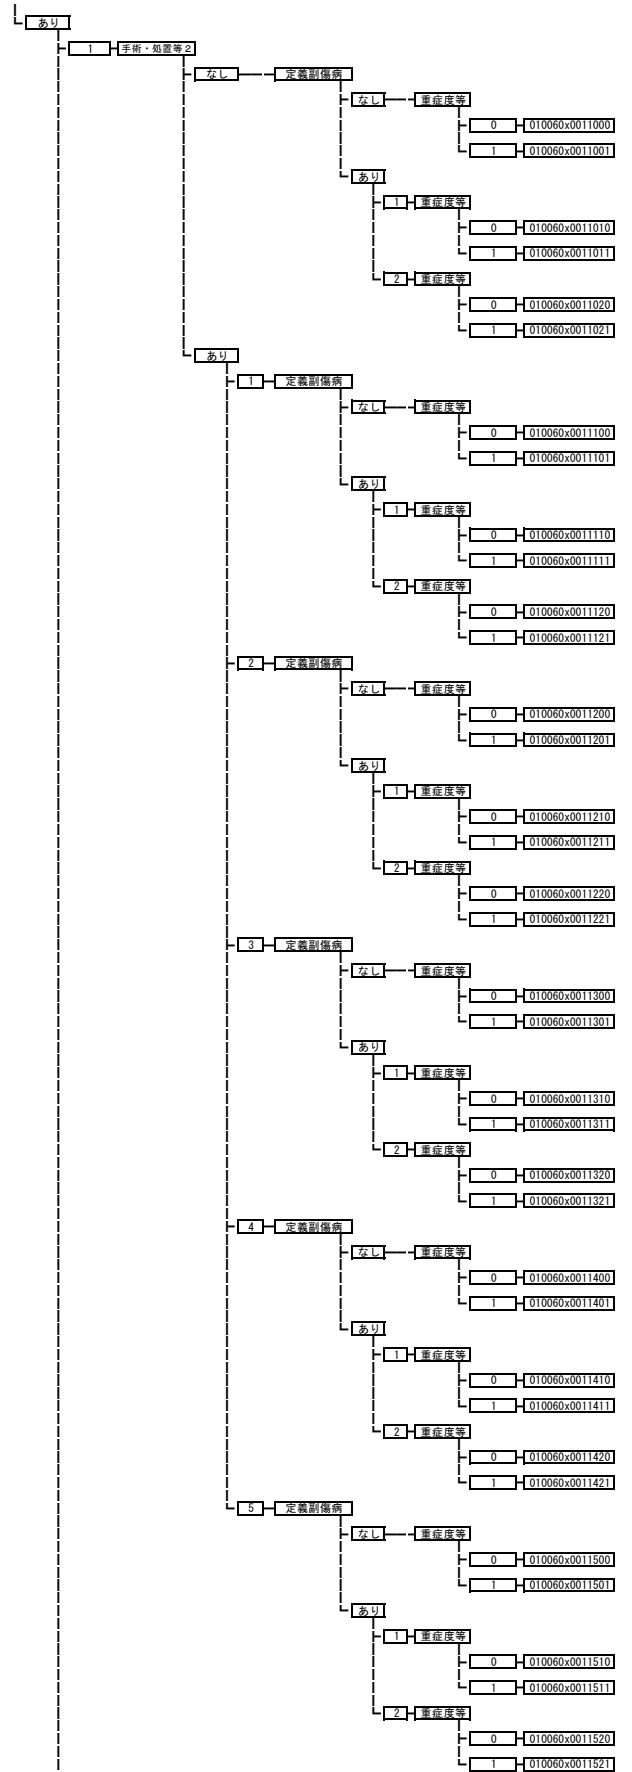 あり
1 手術・処置等２
なし 定義副傷病
なし 重症度等
0 010060x0011000
1 010060x0011001
あり
1 重症度等
0 010060x0011010
1 010060x0011011
2 重症度等
0 010060x0011020
1 010060x0011021
あり
1 定義副傷病
なし 重症度等
0 010060x0011100
1 010060x0011101
あり
1 重症度等
0 010060x0011110
1 010060x0011111
2 重症度等
0 010060x0011120
1 010060x0011121
2 定義副傷病
なし 重症度等
0 010060x0011200
1 010060x0011201
あり
1 重症度等
0 010060x0011210
1 010060x0011211
2 重症度等
0 010060x0011220
1 010060x0011221
3 定義副傷病
なし 重症度等
0 010060x0011300
1 010060x0011301
あり
1 重症度等
0 010060x0011310
1 010060x0011311
2 重症度等
0 010060x0011320
1 010060x0011321
4 定義副傷病
なし 重症度等
0 010060x0011400
1 010060x0011401
あり
1 重症度等
0 010060x0011410
1 010060x0011411
2 重症度等
0 010060x0011420
1 010060x0011421
5 定義副傷病
なし 重症度等
0 010060x0011500
1 010060x0011501
あり
1 重症度等
0 010060x0011510
1 010060x0011511
2 重症度等
0 010060x0011520
1 010060x0011521